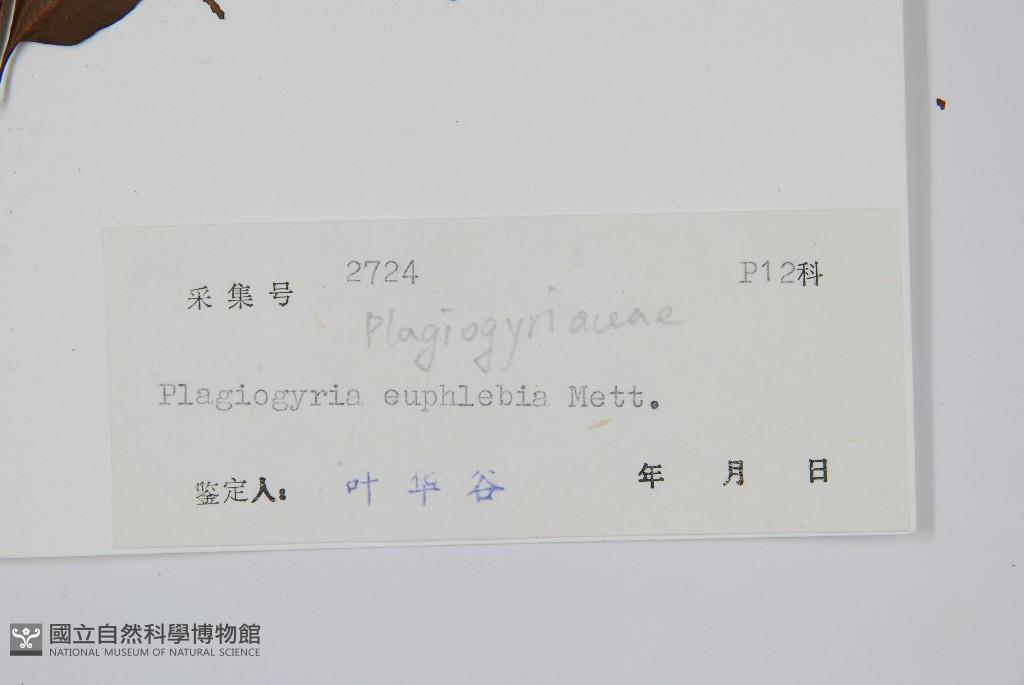 采集号 2724 P12科
Plagiogyriaceae
Plagiogyria euphlebia Mett.
鉴定人: 叶华谷 年 月 日
國立自然科學博物館
NATIONAL MUSEUM OF NATURAL SCIENCE